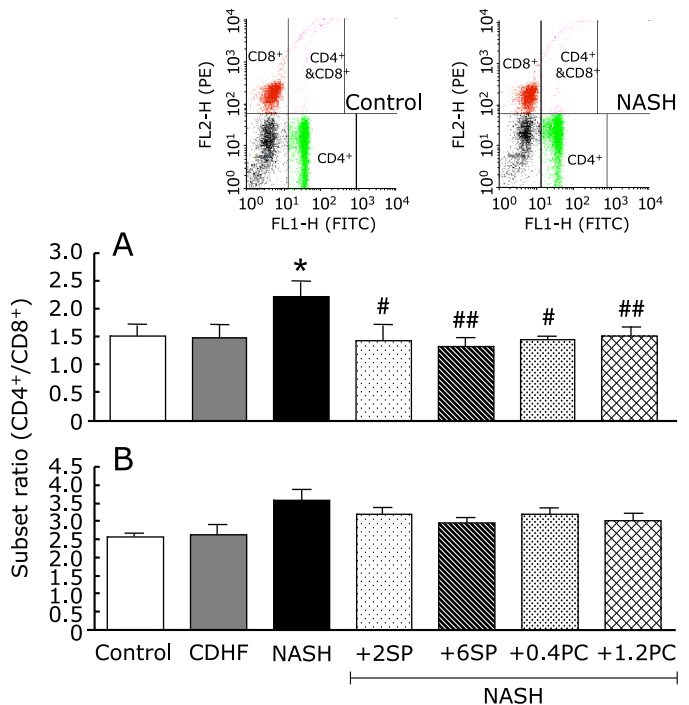 10⁴
10³
10²
10¹
10⁰
FL2-H (PE)
CD8⁺
CD4⁺
&CD8⁺
Control
CD4⁺
10⁰ 10¹ 10² 10³ 10⁴
FL1-H (FITC)
10⁴
10³
10²
10¹
10⁰
FL2-H (PE)
CD8⁺
CD4⁺
&CD8⁺
NASH
CD4⁺
10⁰ 10¹ 10² 10³ 10⁴
FL1-H (FITC)
Subset ratio (CD4⁺/CD8⁺)
A
3.0
2.5
2.0
1.5
1.0
0.5
0
* # ## # ##
B
4.5
4.0
3.5
3.0
2.5
2.0
1.5
1.0
0.5
0
Control CDHF NASH +2SP +6SP +0.4PC +1.2PC
NASH